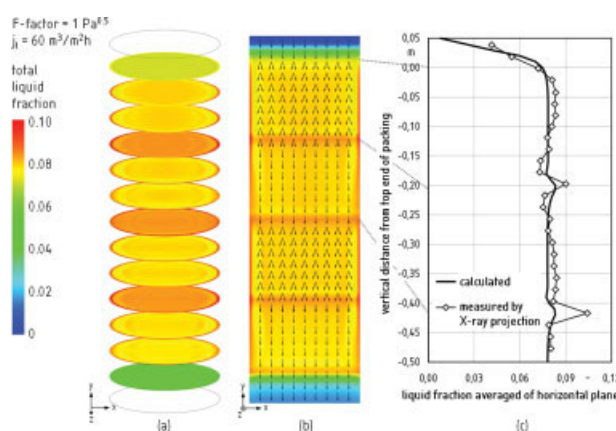 F-factor = 1 Pa⁰·⁵
jₗ = 60 m³/m²h
total
liquid
fraction
0.10
0.08
0.06
0.04
0.02
0
(a)
(b)
(c)
0,05
m
0,00
-0,05
-0,10
-0,15
-0,20
-0,25
-0,30
-0,35
-0,40
-0,45
-0,50
vertical distance from top end of packing
calculated
measured by
X-ray projection
0,00
0,03
0,06
0,09
-
0,12
liquid fraction averaged of horizontal plane